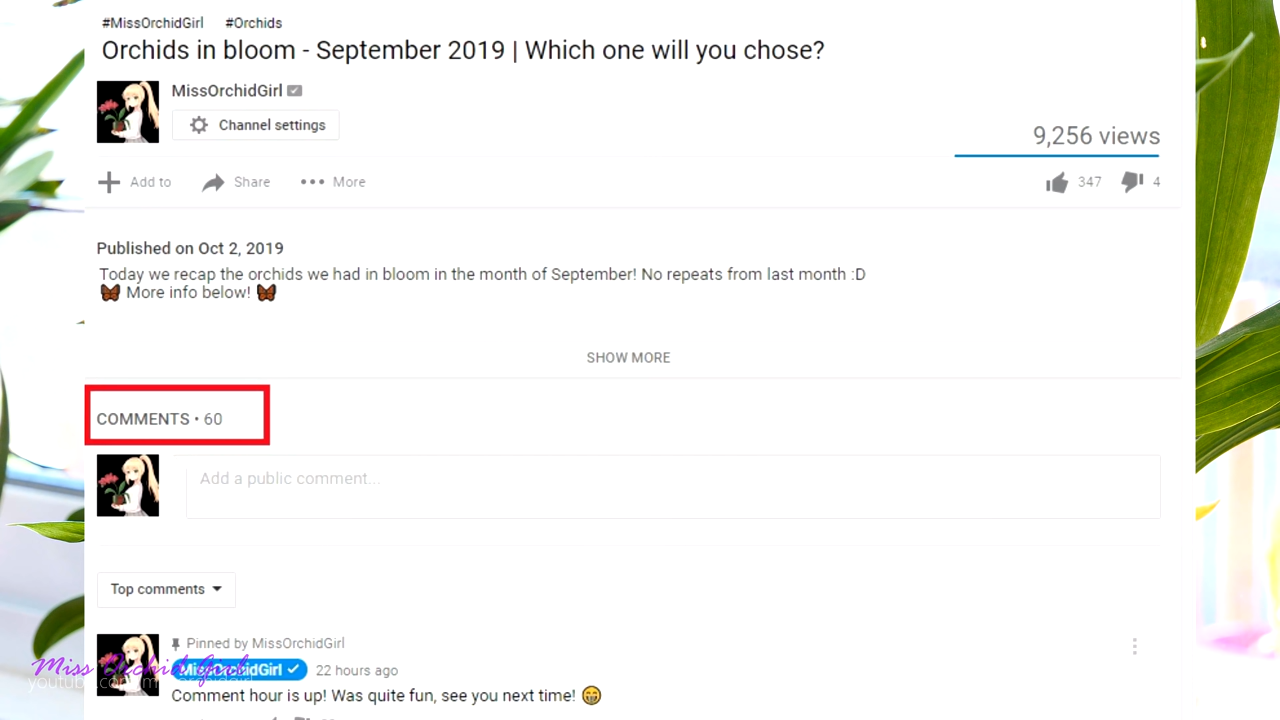 #MissOrchidGirl #Orchids
Orchids in bloom - September 2019 | Which one will you chose?
MissOrchidGirl
Channel settings
9,256 views
Add to Share More 347 4
Published on Oct 2, 2019
Today we recap the orchids we had in bloom in the month of September! No repeats from last month :D
🦋 More info below! 🦋
SHOW MORE
COMMENTS • 60
Add a public comment...
Top comments
Pinned by MissOrchidGirl
MissOrchidGirl 22 hours ago
Comment hour is up! Was quite fun, see you next time! 😁
Miss Orchid Girl